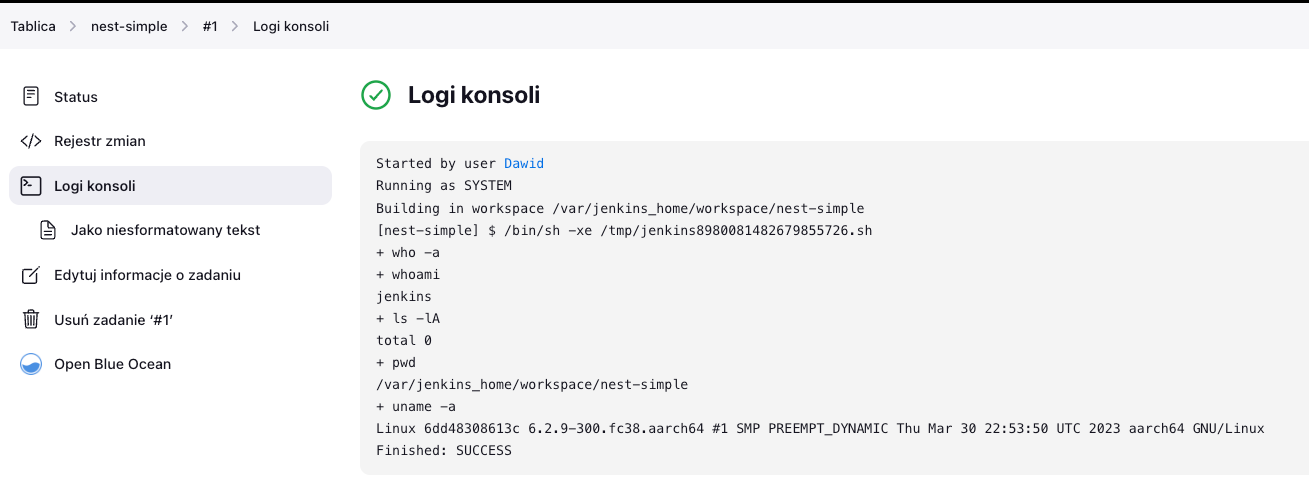 Tablica > nest-simple > #1 > Logi konsoli
Status
Rejestr zmian
Logi konsoli
Jako niesformatowany tekst
Edytuj informacje o zadaniu
Usuń zadanie ‘#1’
Open Blue Ocean
Logi konsoli
Started by user Dawid
Running as SYSTEM
Building in workspace /var/jenkins_home/workspace/nest-simple
[nest-simple] $ /bin/sh -xe /tmp/jenkins8980081482679855726.sh
+ who -a
+ whoami
jenkins
+ ls -lA
total 0
+ pwd
/var/jenkins_home/workspace/nest-simple
+ uname -a
Linux 6dd48308613c 6.2.9-300.fc38.aarch64 #1 SMP PREEMPT_DYNAMIC Thu Mar 30 22:53:50 UTC 2023 aarch64 GNU/Linux
Finished: SUCCESS